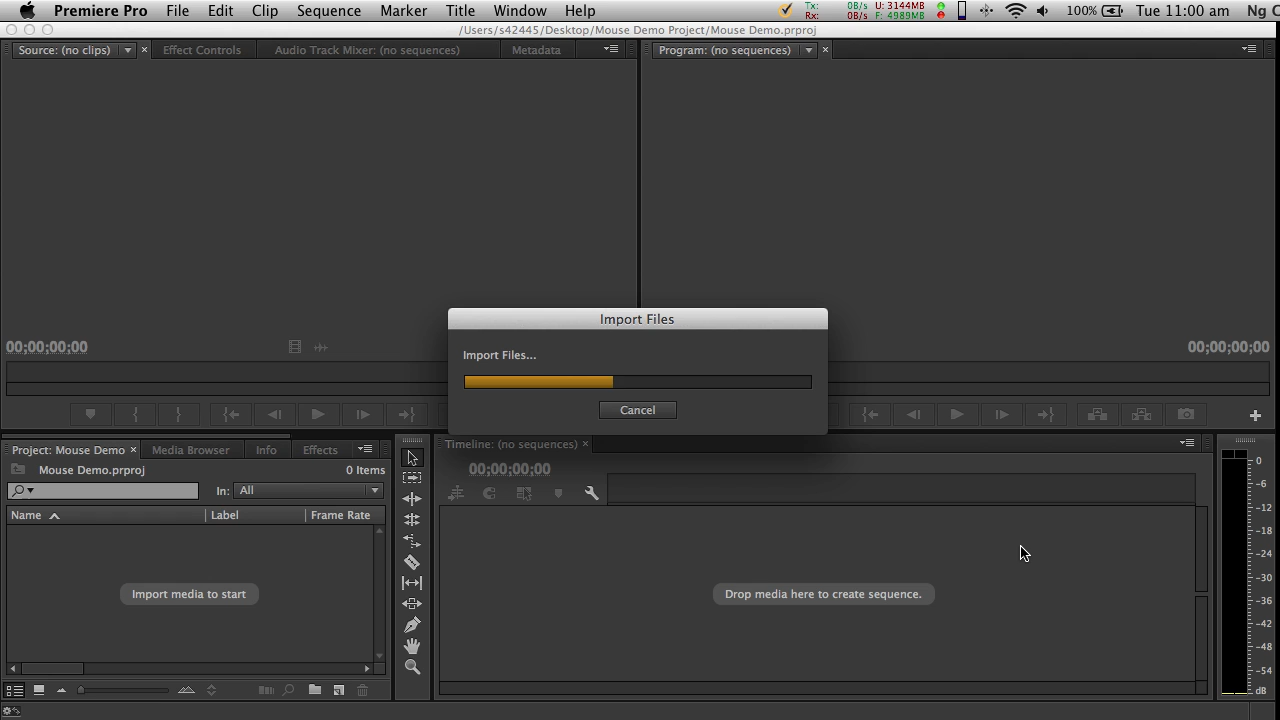 Premiere Pro File Edit Clip Sequence Marker Title Window Help Tx: 0B/s U: 3144MB 100% Tue 11:00 am Ng C
Rx: 0B/s F: 4989MB
/Users/s42445/Desktop/Mouse Demo Project/Mouse Demo.prproj
Source: (no clips) Effect Controls Audio Track Mixer: (no sequences) Metadata Program: (no sequences)
Import Files
00;00;00;00 00;00;00;00
Import Files...
Cancel
Project: Mouse Demo Media Browser Info Effects Timeline: (no sequences)
Mouse Demo.prproj 0 Items 00;00;00;00
In: All
Name Label Frame Rate
Import media to start Drop media here to create sequence.
0
-6
-12
-18
-24
-30
-36
-42
-48
-54
dB